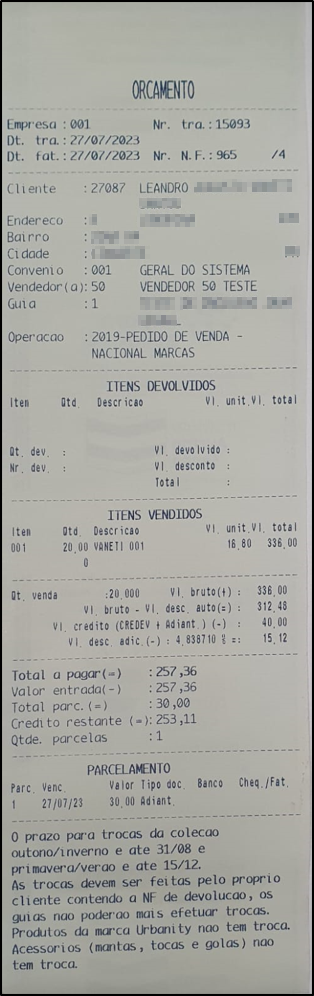 ORCAMENTO
Empresa : 001 Nr. tra.: 15093
Dt. tra.: 27/07/2023
Dt. fat.: 27/07/2023 Nr. N.F.: 965 /4
Cliente : 27087 LEANDRO
Endereco :
Bairro :
Cidade :
Convenio : 001 GERAL DO SISTEMA
Vendedor(a): 50 VENDEDOR 50 TESTE
Guia : 1
Operacao : 2019-PEDIDO DE VENDA -
NACIONAL MARCAS
ITENS DEVOLVIDOS
Item Qtd. Descricao Vl. unit. Vl. total
Qt. dev. : Vl. devolvido :
Nr. dev. : Vl. desconto :
Total :
ITENS VENDIDOS
Item Qtd. Descricao Vl. unit. Vl. total
001 20,00 VANETI 001 16,80 336,00
0
Qt. venda :20,000 Vl. bruto(+) : 336,00
Vl. bruto - Vl. desc. auto(=) : 312,48
Vl. credito (CREDEV + Adiant.) (-) : 40,00
Vl. desc. adic.(-) : 4,838710 % =: 15,12
Total a pagar(=) : 257,36
Valor entrada(-) : 257,36
Total parc.(=) : 30,00
Credito restante (=): 253,11
Qtde. parcelas : 1
PARCELAMENTO
Parc. Venc. Valor Tipo doc. Banco Cheq./Fat.
1 27/07/23 30,00 Adiant.
O prazo para trocas da colecao
outono/inverno e ate 31/08 e
primavera/verao e ate 15/12.
As trocas devem ser feitas pelo proprio
cliente contendo a NF de devolucao, os
guias nao poderao mais efetuar trocas.
Produtos da marca Urbanity nao tem troca.
Acessorios (mantas, tocas e golas) nao
tem troca.